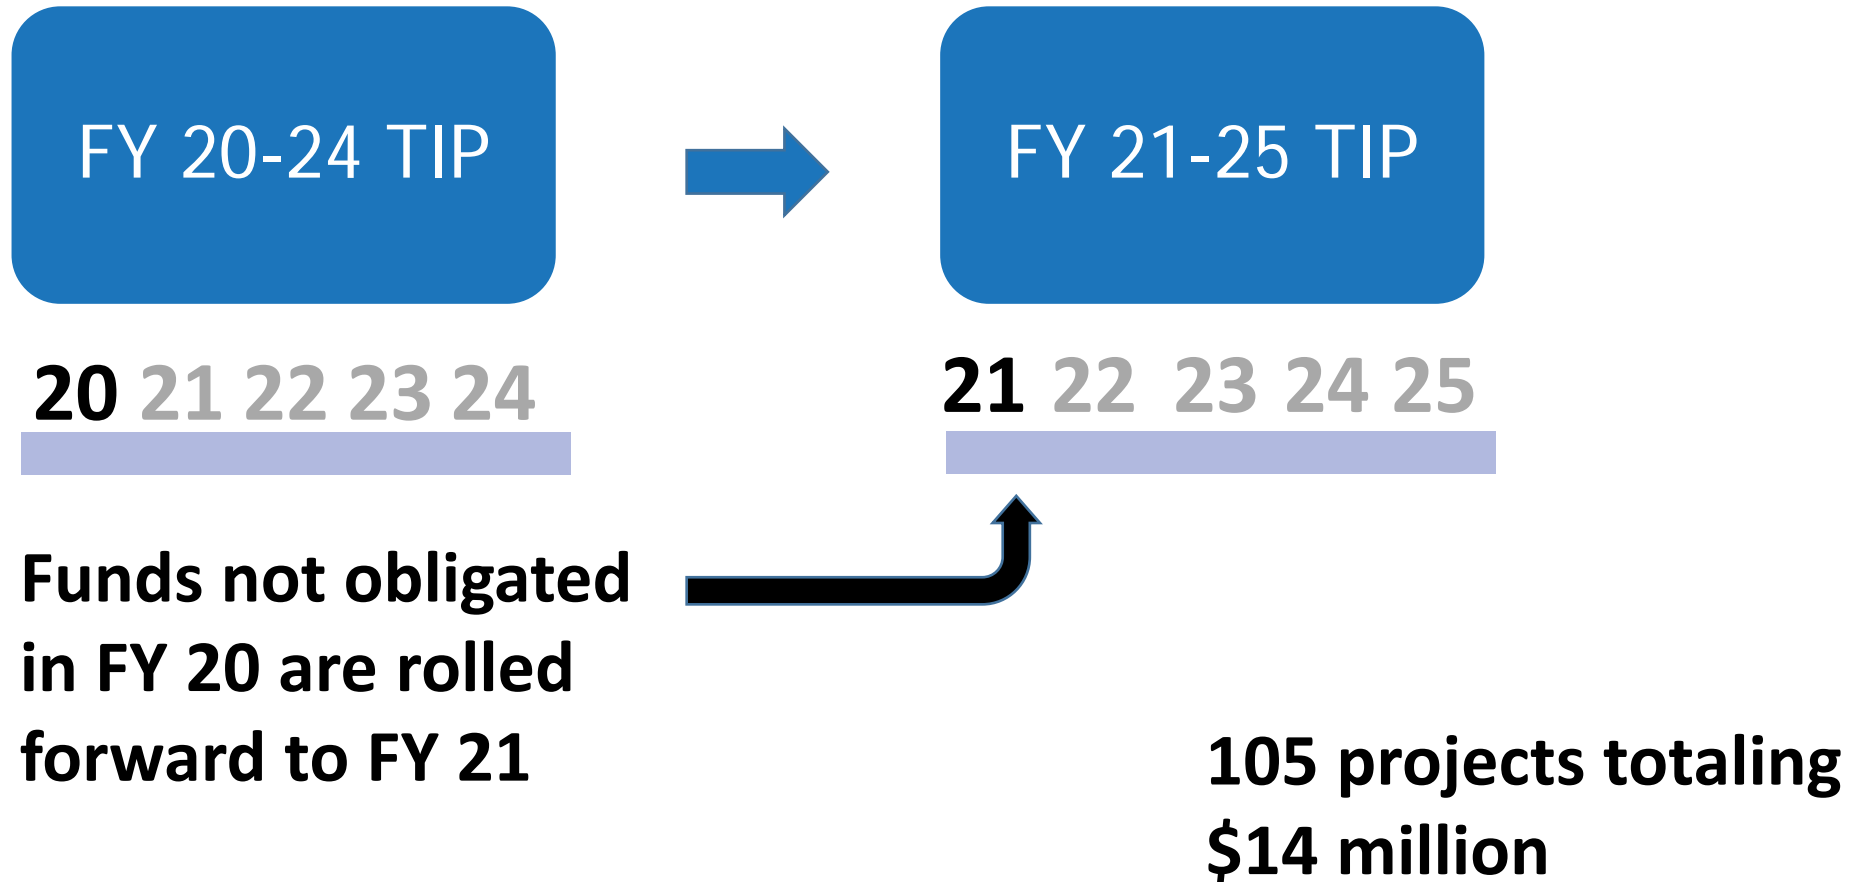 FY 20-24 TIP
FY 21-25 TIP
20 21 22 23 24
21 22 23 24 25
Funds not obligated
in FY 20 are rolled
forward to FY 21
105 projects totaling
$14 million